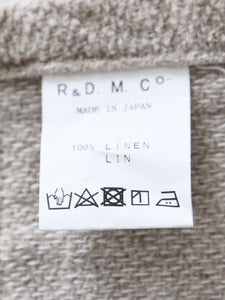 R & D. M. Co-
MADE IN JAPAN
100% LINEN
LIN